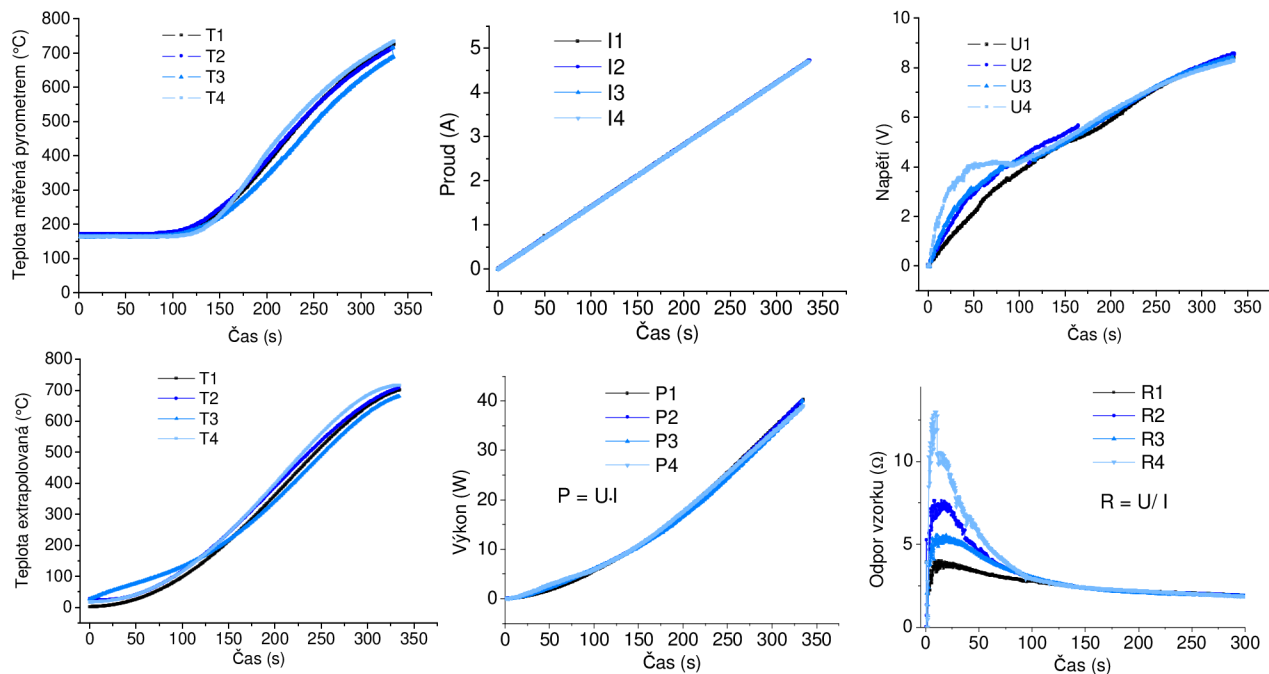 Teplota měřená pyrometrem (°C)
800
700
600
500
400
300
200
100
0
T1
T2
T3
T4
0 50 100 150 200 250 300 350
Čas (s)
Proud (A)
5
4
3
2
1
0
I1
I2
I3
I4
0 50 100 150 200 250 300 350
Čas (s)
Napětí (V)
10
8
6
4
2
0
U1
U2
U3
U4
0 50 100 150 200 250 300 350
Čas (s)
Teplota extrapolovaná (°C)
800
700
600
500
400
300
200
100
0
T1
T2
T3
T4
0 50 100 150 200 250 300 350
Čas (s)
Výkon (W)
40
30
20
10
0
P1
P2
P3
P4
P = U·I
0 50 100 150 200 250 300 350
Čas (s)
Odpor vzorku (Ω)
10
5
0
R1
R2
R3
R4
R = U/ I
0 50 100 150 200 250 300
Čas (s)